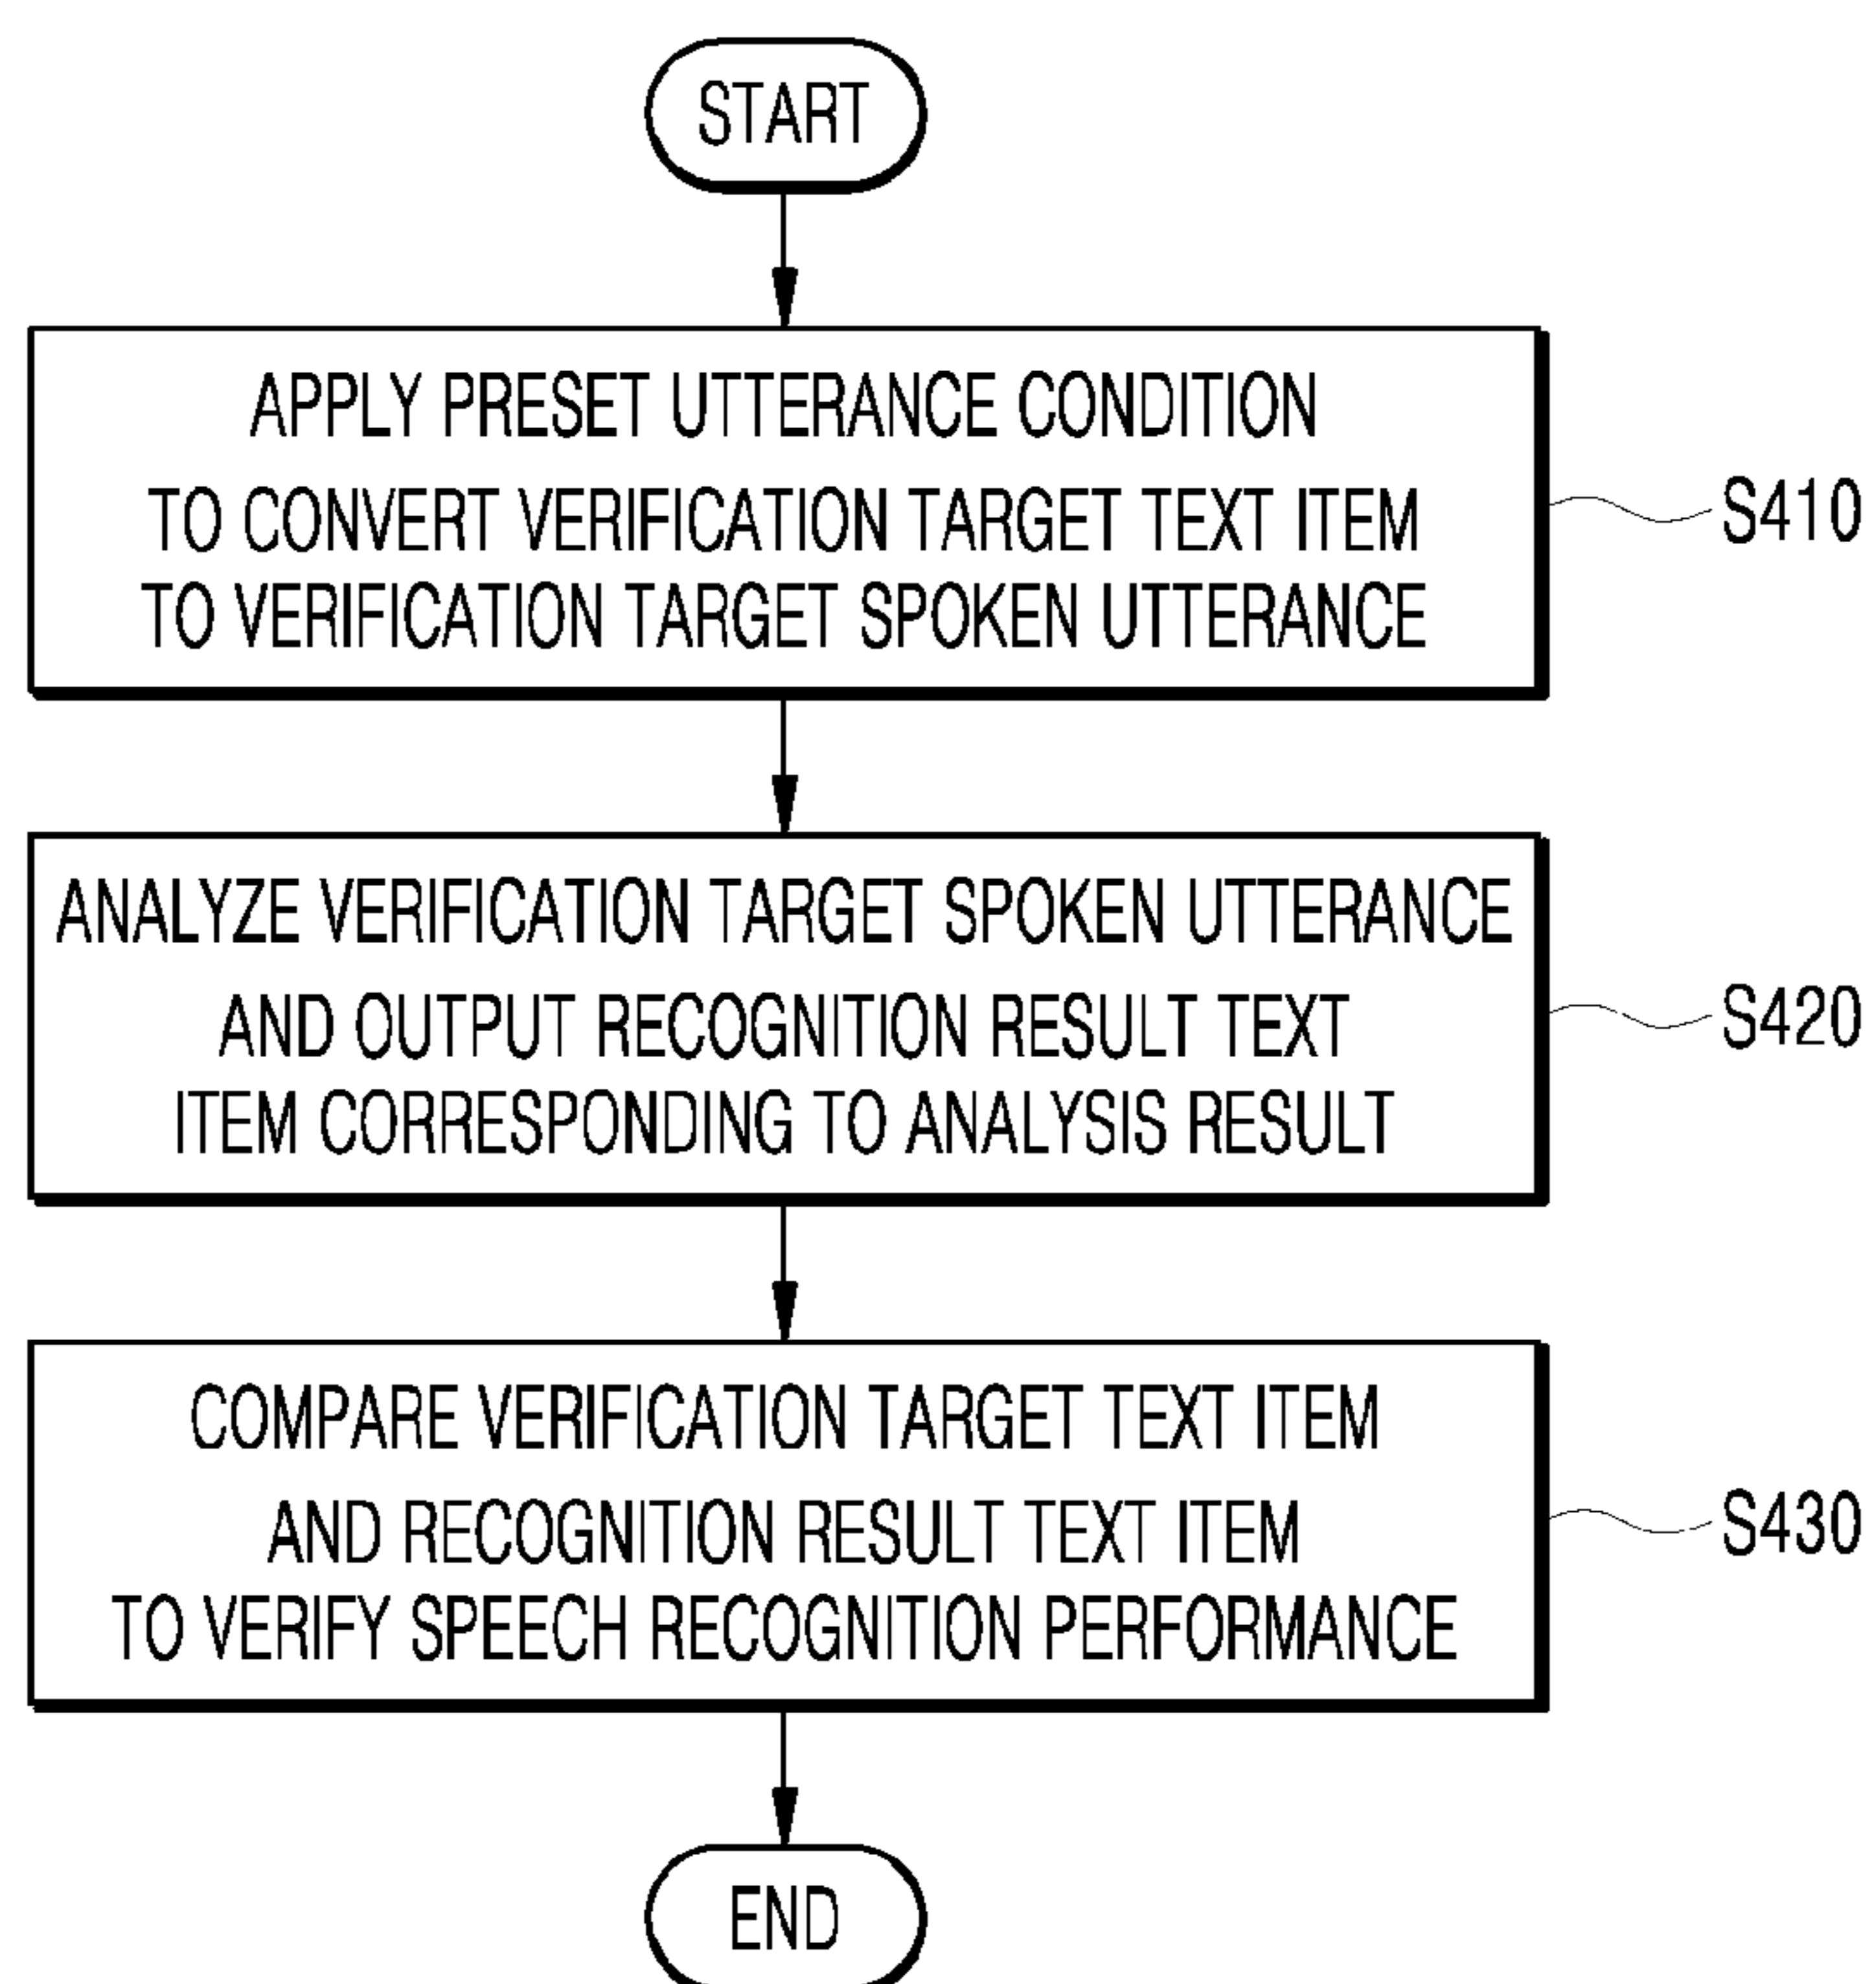 START
APPLY PRESET UTTERANCE CONDITION
TO CONVERT VERIFICATION TARGET TEXT ITEM
TO VERIFICATION TARGET SPOKEN UTTERANCE
S410
ANALYZE VERIFICATION TARGET SPOKEN UTTERANCE
AND OUTPUT RECOGNITION RESULT TEXT
ITEM CORRESPONDING TO ANALYSIS RESULT
S420
COMPARE VERIFICATION TARGET TEXT ITEM
AND RECOGNITION RESULT TEXT ITEM
TO VERIFY SPEECH RECOGNITION PERFORMANCE
S430
END